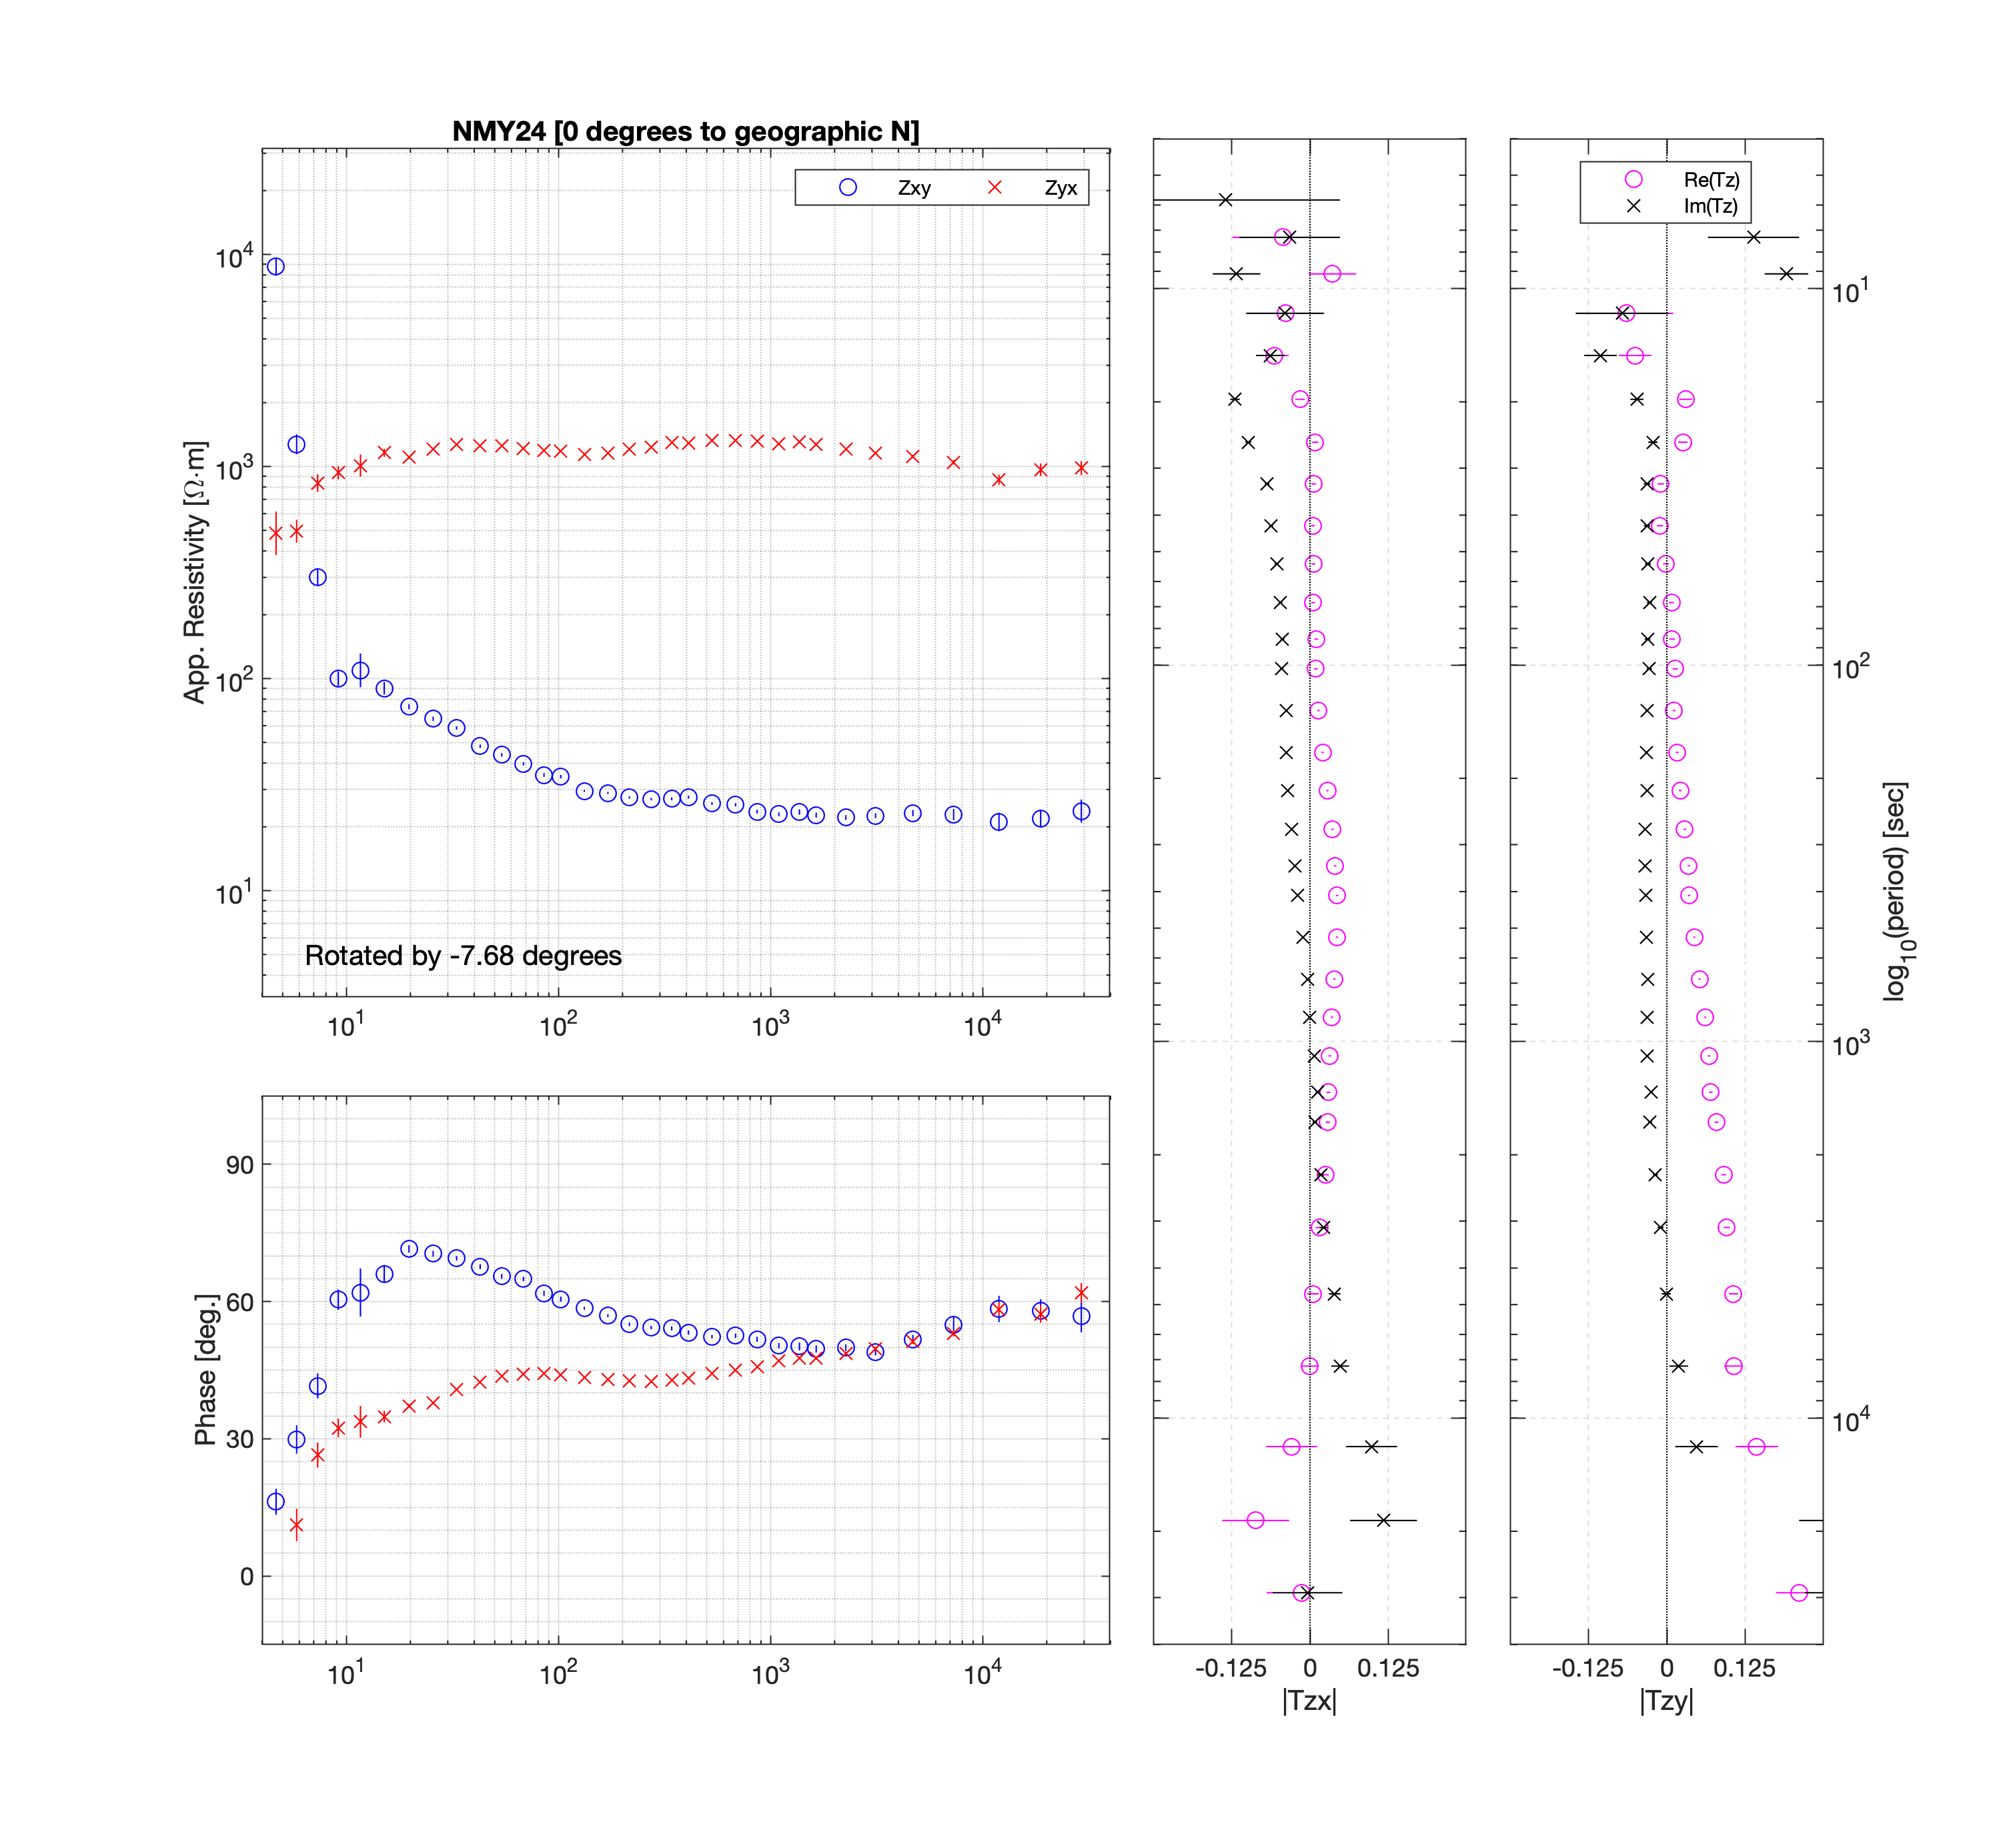 NMY24 [0 degrees to geographic N]
Zxy Zyx
App. Resistivity [Ω·m]
10^4
10^3
10^2
10^1
Rotated by -7.68 degrees
10^1 10^2 10^3 10^4
Phase [deg.]
90
60
30
0
10^1 10^2 10^3 10^4
-0.125 0 0.125
|Tzx|
Re(Tz)
Im(Tz)
-0.125 0 0.125
|Tzy|
10^1
10^2
10^3
10^4
log_10(period) [sec]